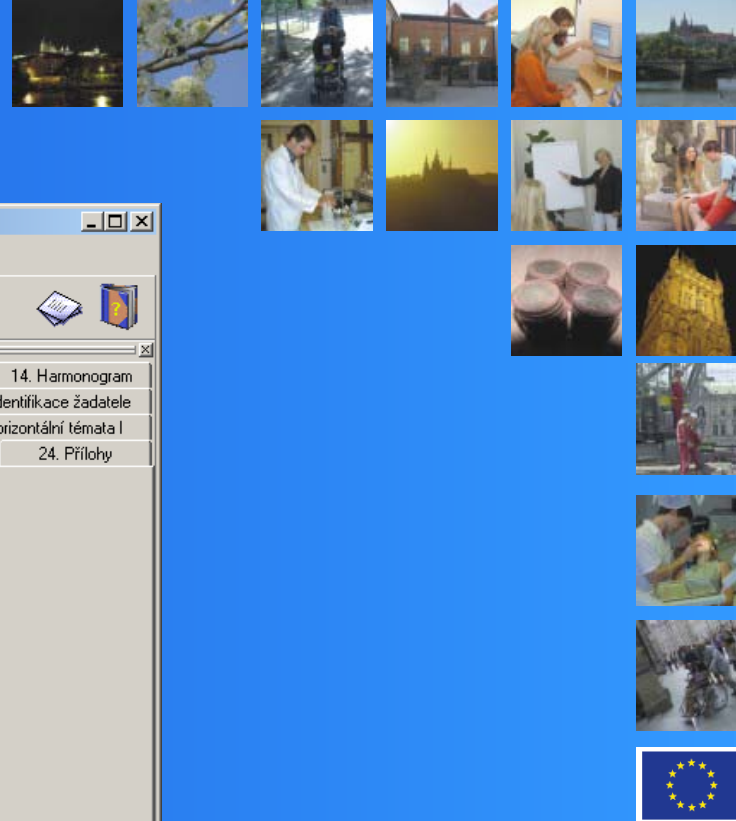 14. Harmonogram
dentifikace žadatele
orizontální témata I
24. Přílohy